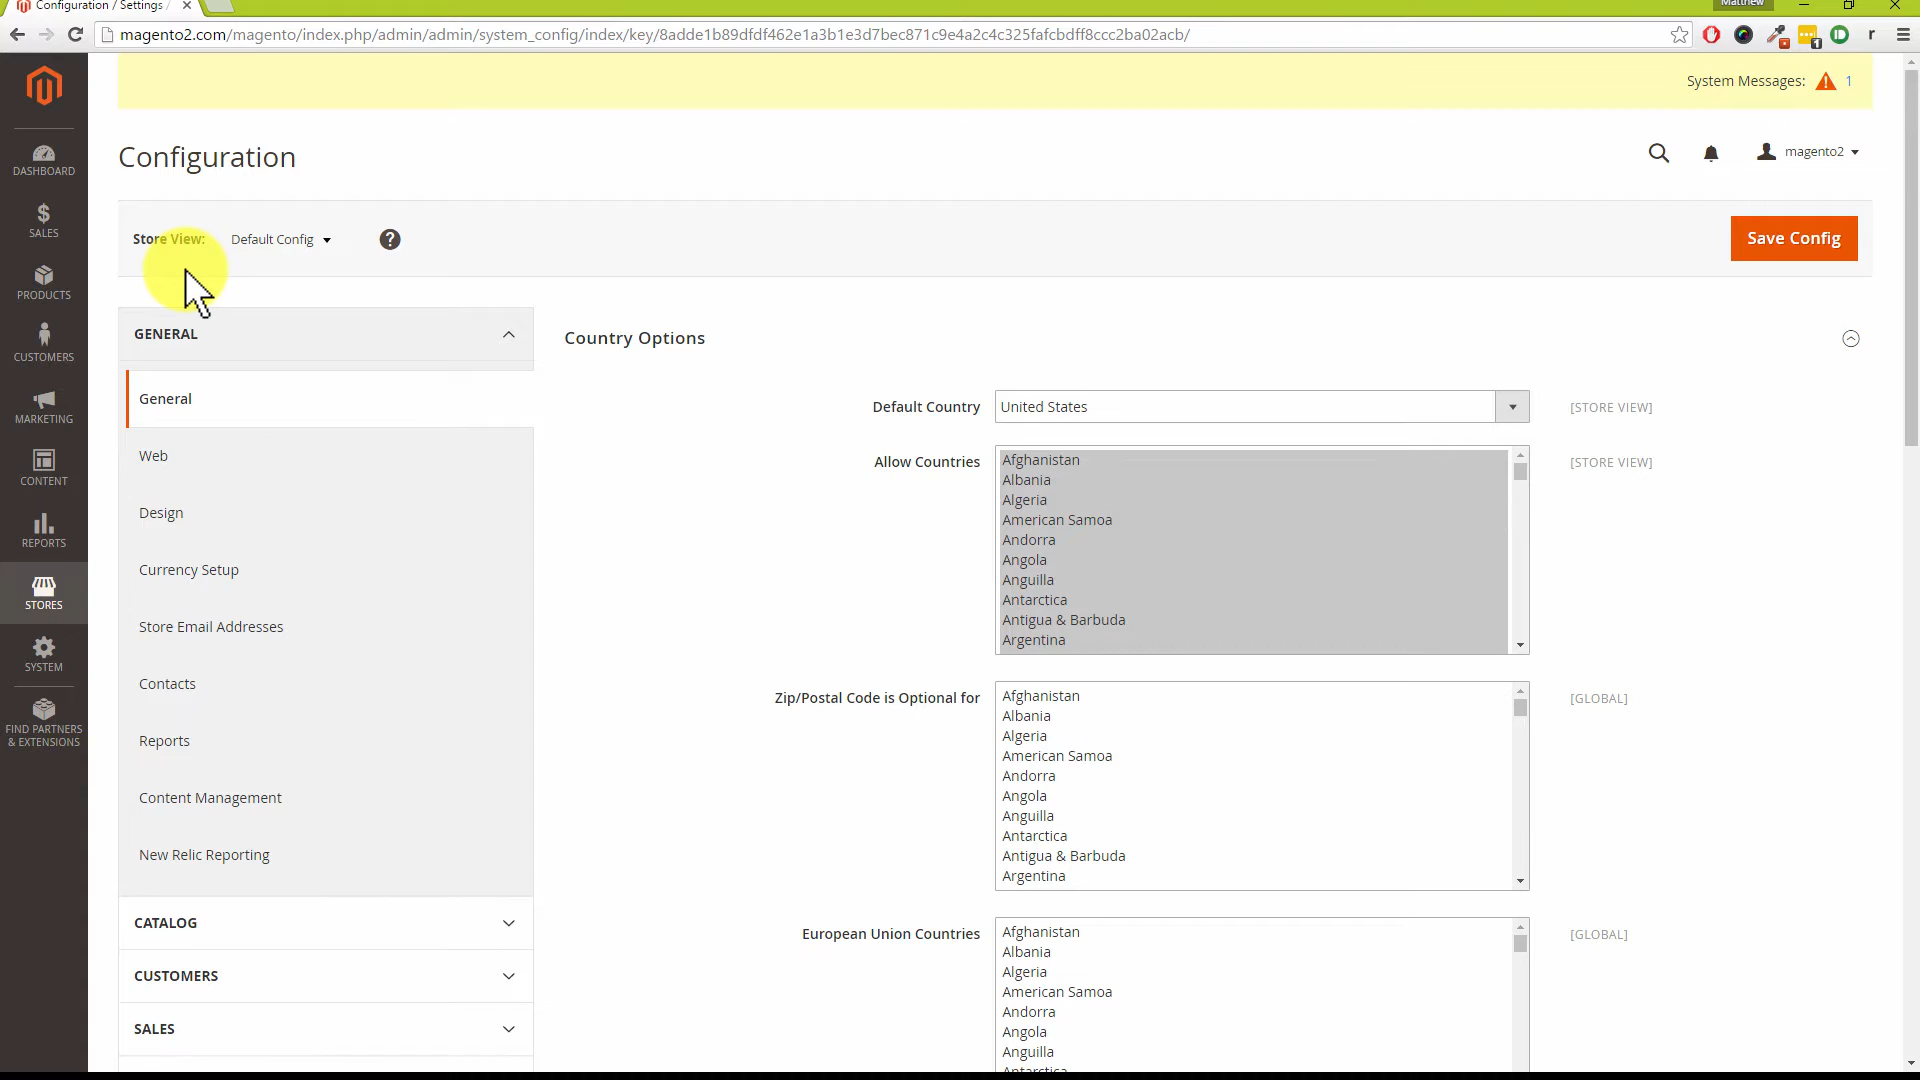 Configuration / Settings /
Matthew
magento2.com/magento/index.php/admin/admin/system_config/index/key/8adde1b89dfdf462e1a3b1e3d7bec871c9e4a2c4c325fafcbdff8ccc2ba02acb/
System Messages: 1
Configuration
magento2
Store View: Default Config ?
Save Config
DASHBOARD
SALES
PRODUCTS
CUSTOMERS
MARKETING
CONTENT
REPORTS
STORES
SYSTEM
FIND PARTNERS
& EXTENSIONS
GENERAL
General
Web
Design
Currency Setup
Store Email Addresses
Contacts
Reports
Content Management
New Relic Reporting
CATALOG
CUSTOMERS
SALES
Country Options
Default Country United States [STORE VIEW]
Allow Countries [STORE VIEW]
Afghanistan
Albania
Algeria
American Samoa
Andorra
Angola
Anguilla
Antarctica
Antigua & Barbuda
Argentina
Zip/Postal Code is Optional for [GLOBAL]
Afghanistan
Albania
Algeria
American Samoa
Andorra
Angola
Anguilla
Antarctica
Antigua & Barbuda
Argentina
European Union Countries [GLOBAL]
Afghanistan
Albania
Algeria
American Samoa
Andorra
Angola
Anguilla
Antarctica